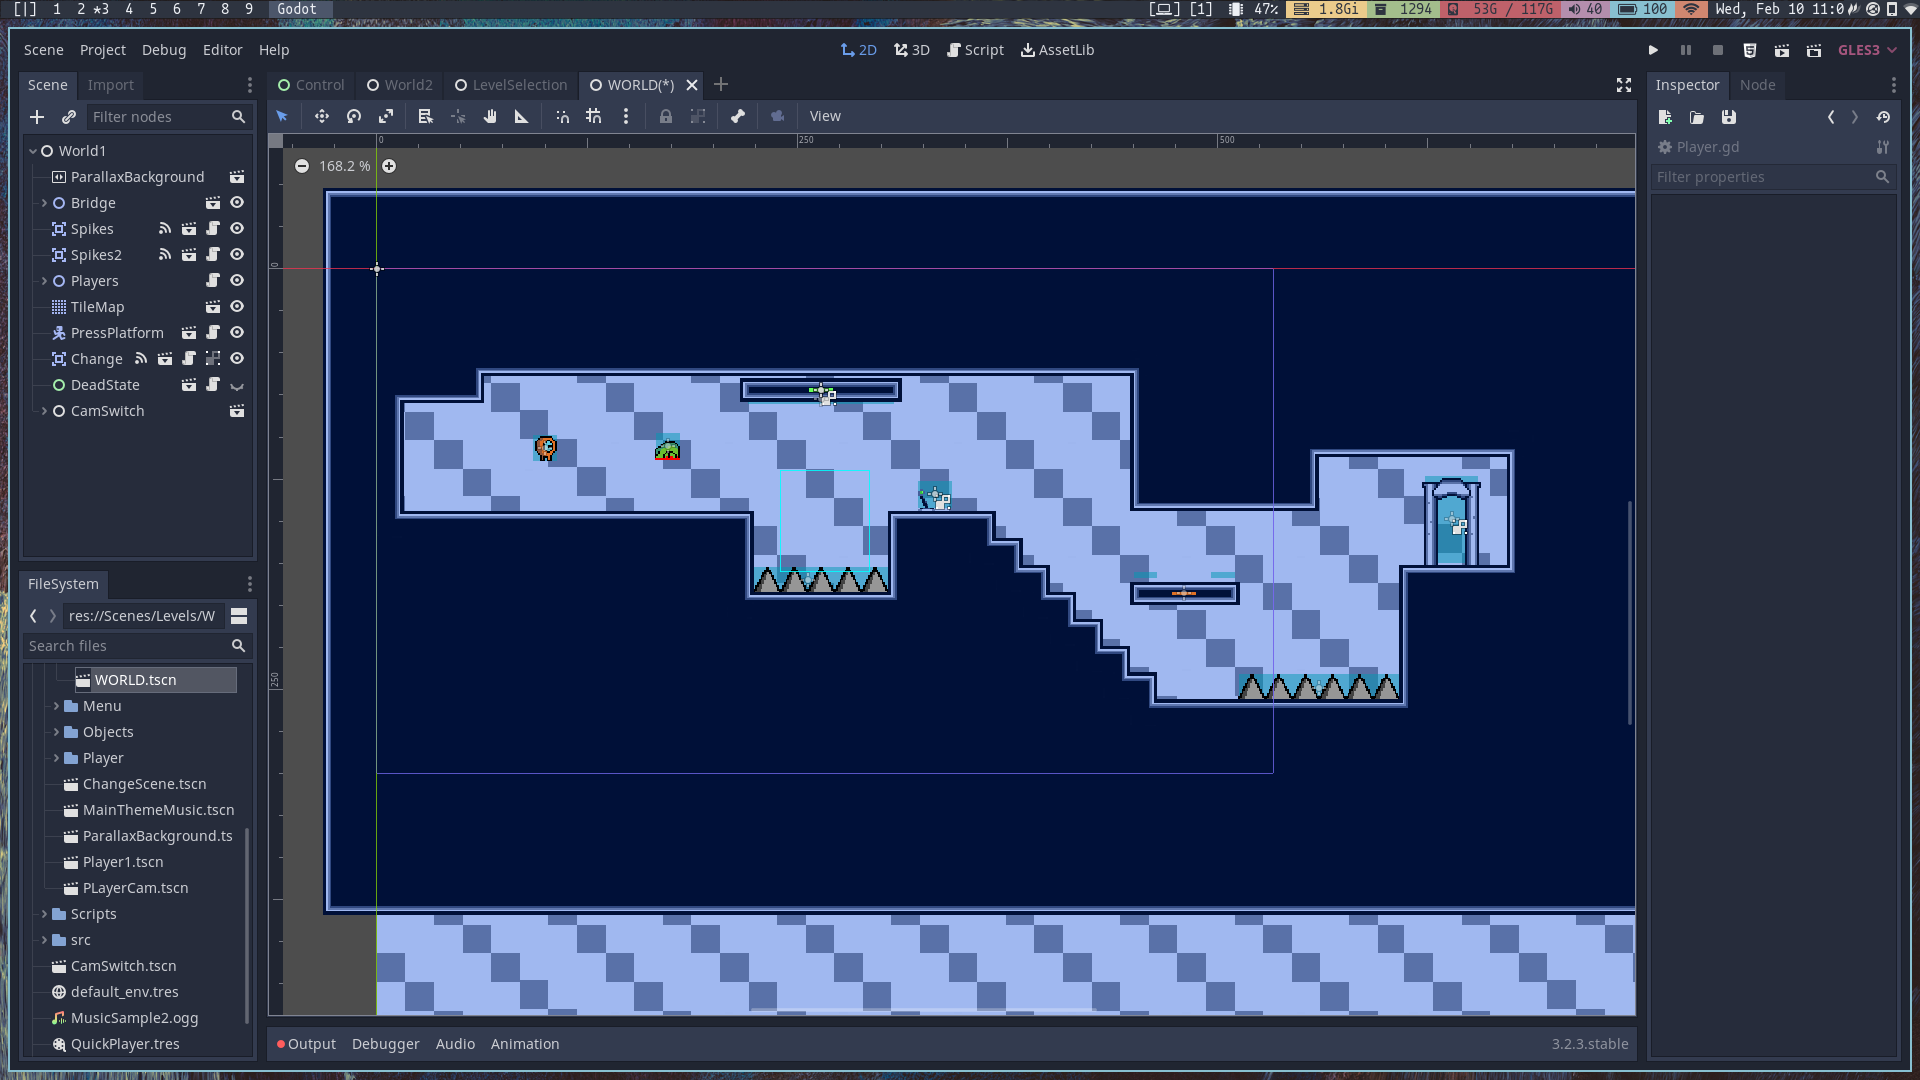 [|] 1 2 *3 4 5 6 7 8 9 Godot [1] 47% 1.8Gi 1294 53G / 117G 40 100 Wed, Feb 10 11:0
Scene Project Debug Editor Help 2D 3D Script AssetLib GLES3
Scene Import Control World2 LevelSelection WORLD(*) Inspector Node
Filter nodes View
168.2 %
0 250 500
0
250
World1
ParallaxBackground
Bridge
Spikes
Spikes2
Players
TileMap
PressPlatform
Change
DeadState
CamSwitch
FileSystem
res://Scenes/Levels/W
Search files
WORLD.tscn
Menu
Objects
Player
ChangeScene.tscn
MainThemeMusic.tscn
ParallaxBackground.ts
Player1.tscn
PLayerCam.tscn
Scripts
src
CamSwitch.tscn
default_env.tres
MusicSample2.ogg
QuickPlayer.tres
Output Debugger Audio Animation 3.2.3.stable
Player.gd
Filter properties